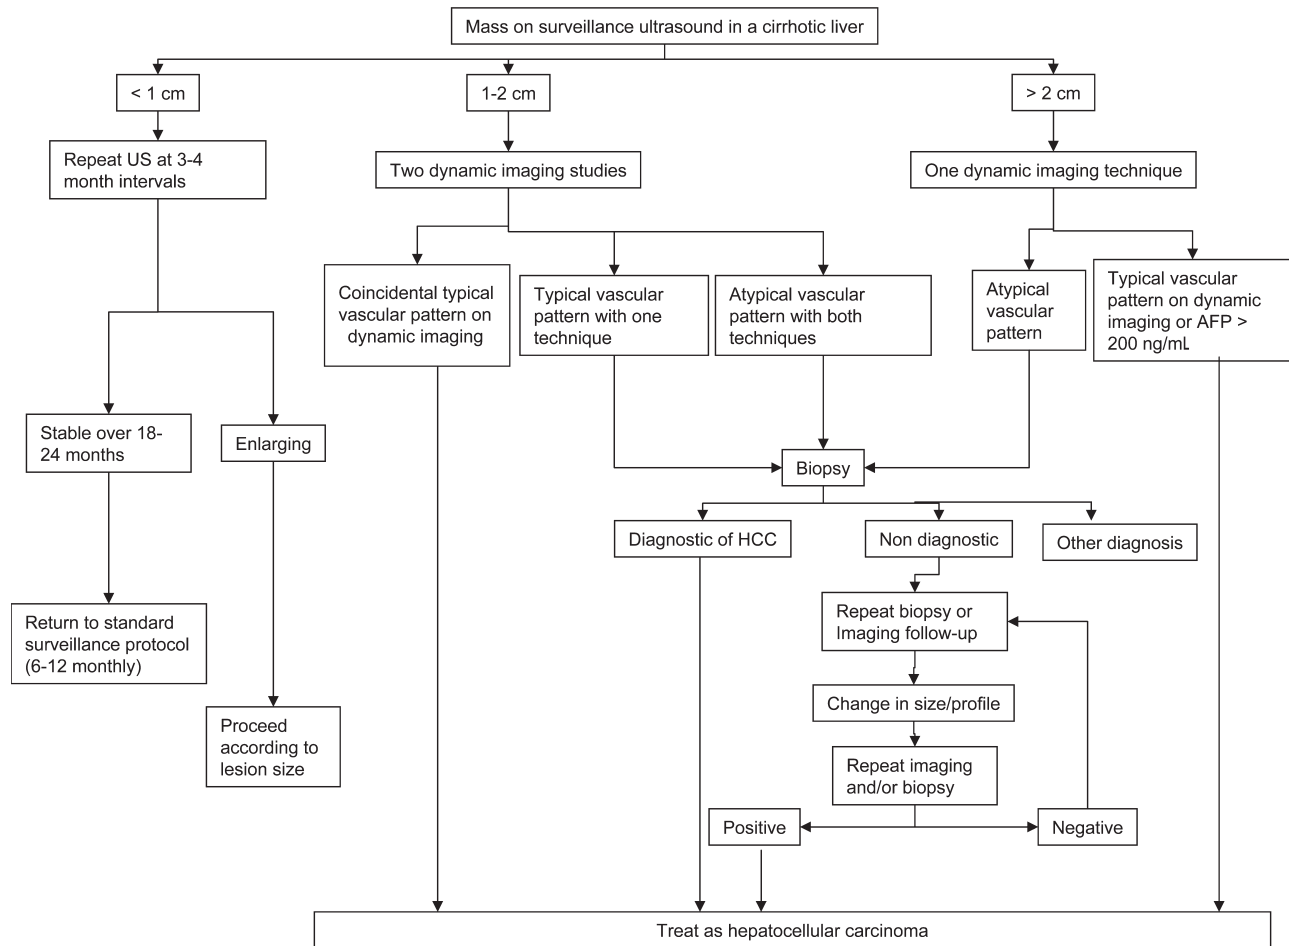 Mass on surveillance ultrasound in a cirrhotic liver
< 1 cm
1-2 cm
> 2 cm
Repeat US at 3-4
month intervals
Two dynamic imaging studies
One dynamic imaging technique
Coincidental typical
vascular pattern on
dynamic imaging
Typical vascular
pattern with one
technique
Atypical vascular
pattern with both
techniques
Atypical
vascular
pattern
Typical vascular
pattern on dynamic
imaging or AFP >
200 ng/mL
Stable over 18-
24 months
Enlarging
Biopsy
Diagnostic of HCC
Non diagnostic
Other diagnosis
Return to standard
surveillance protocol
(6-12 monthly)
Repeat biopsy or
Imaging follow-up
Proceed
according to
lesion size
Change in size/profile
Repeat imaging
and/or biopsy
Positive
Negative
Treat as hepatocellular carcinoma